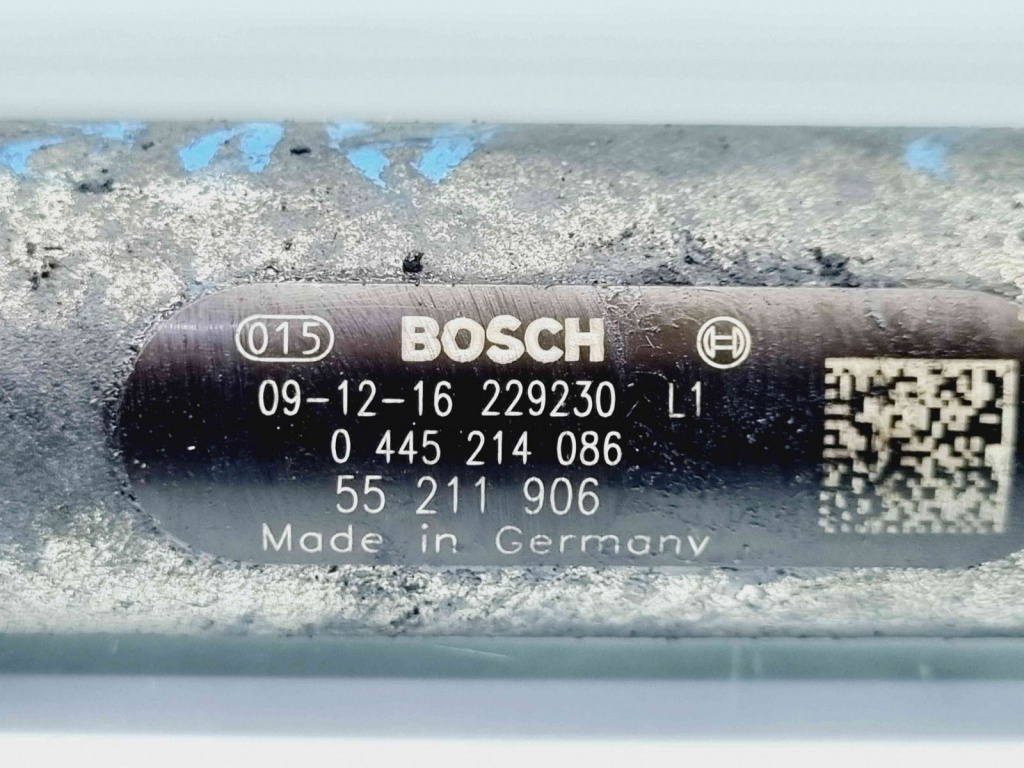 015 BOSCH
09-12-16 229230 L1
0 445 214 086
55 211 906
Made in Germany